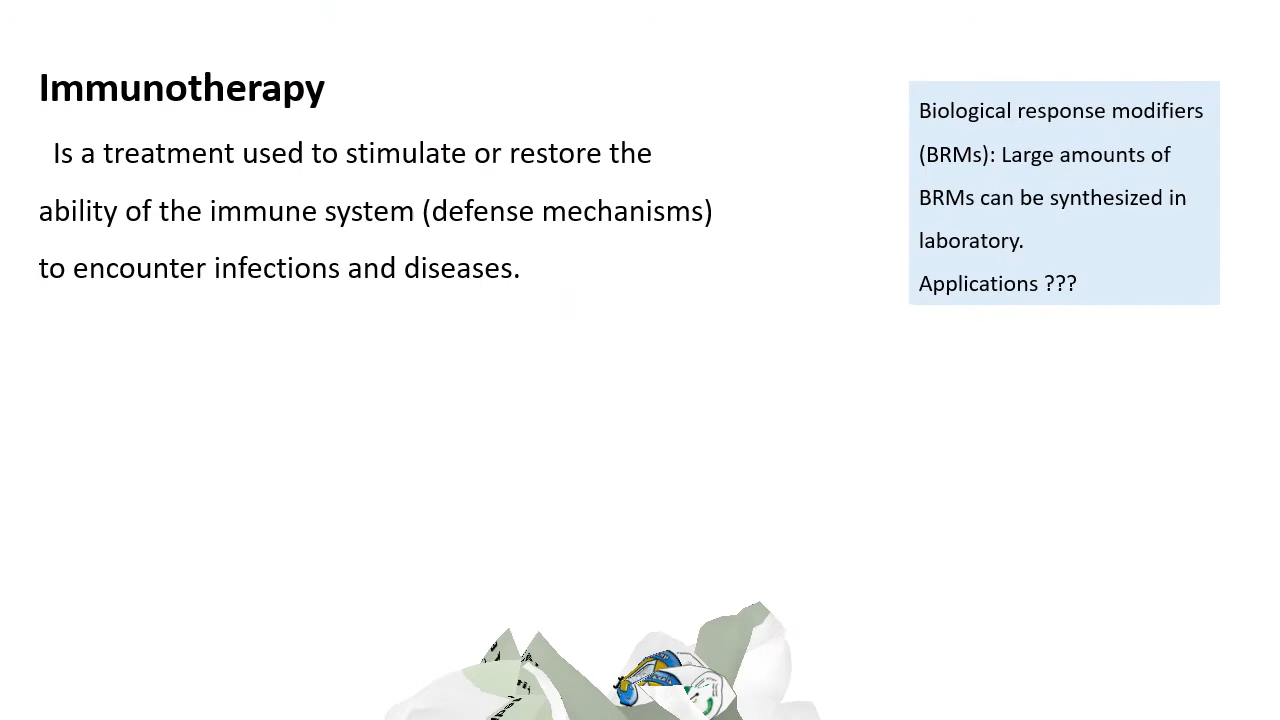 Immunotherapy
Is a treatment used to stimulate or restore the
ability of the immune system (defense mechanisms)
to encounter infections and diseases.
Biological response modifiers
(BRMs): Large amounts of
BRMs can be synthesized in
laboratory.
Applications ???